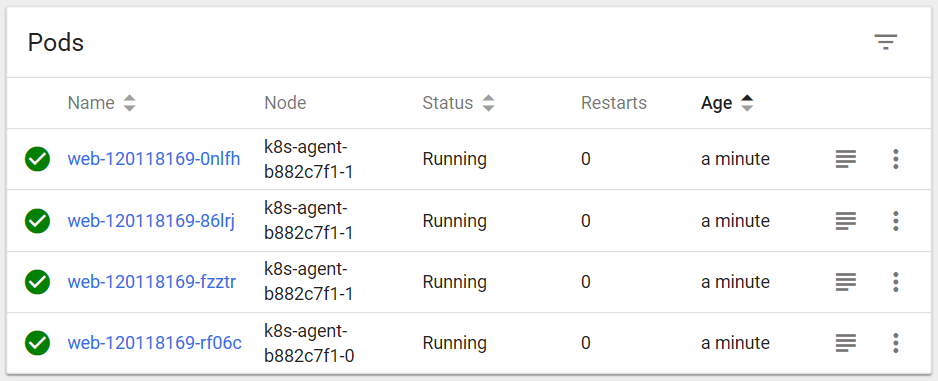 Pods
Name Node Status Restarts Age
web-120118169-0nlfh k8s-agent-b882c7f1-1 Running 0 a minute
web-120118169-86lrj k8s-agent-b882c7f1-1 Running 0 a minute
web-120118169-fzztr k8s-agent-b882c7f1-1 Running 0 a minute
web-120118169-rf06c k8s-agent-b882c7f1-0 Running 0 a minute